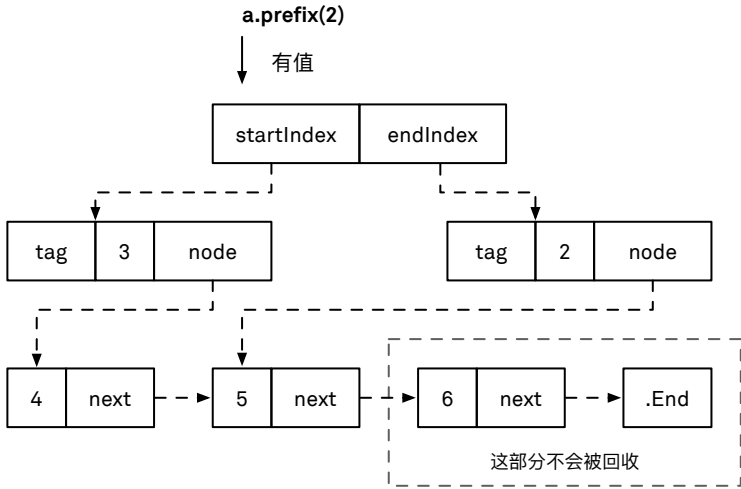 a.prefix(2)
有值
startIndex endIndex
tag 3 node tag 2 node
4 next 5 next 6 next .End
这部分不会被回收